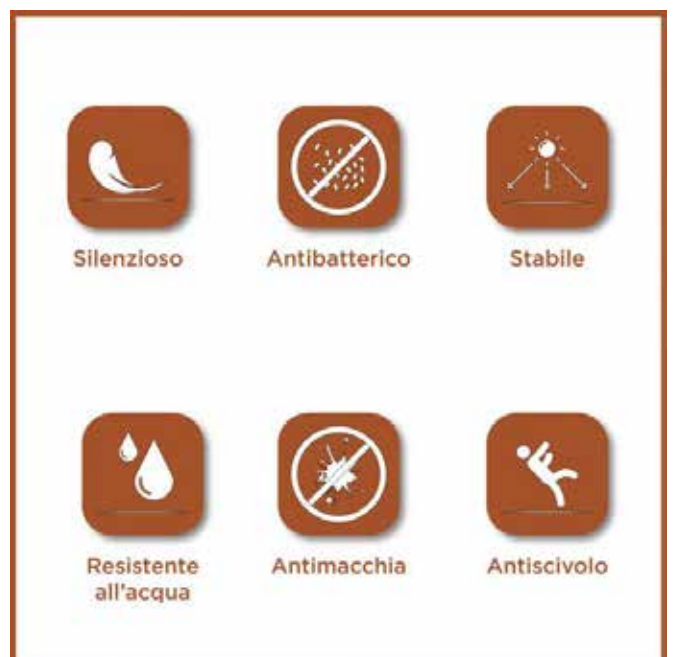 Silenzioso
Antibatterico
Stabile
Resistente
all'acqua
Antimacchia
Antiscivolo